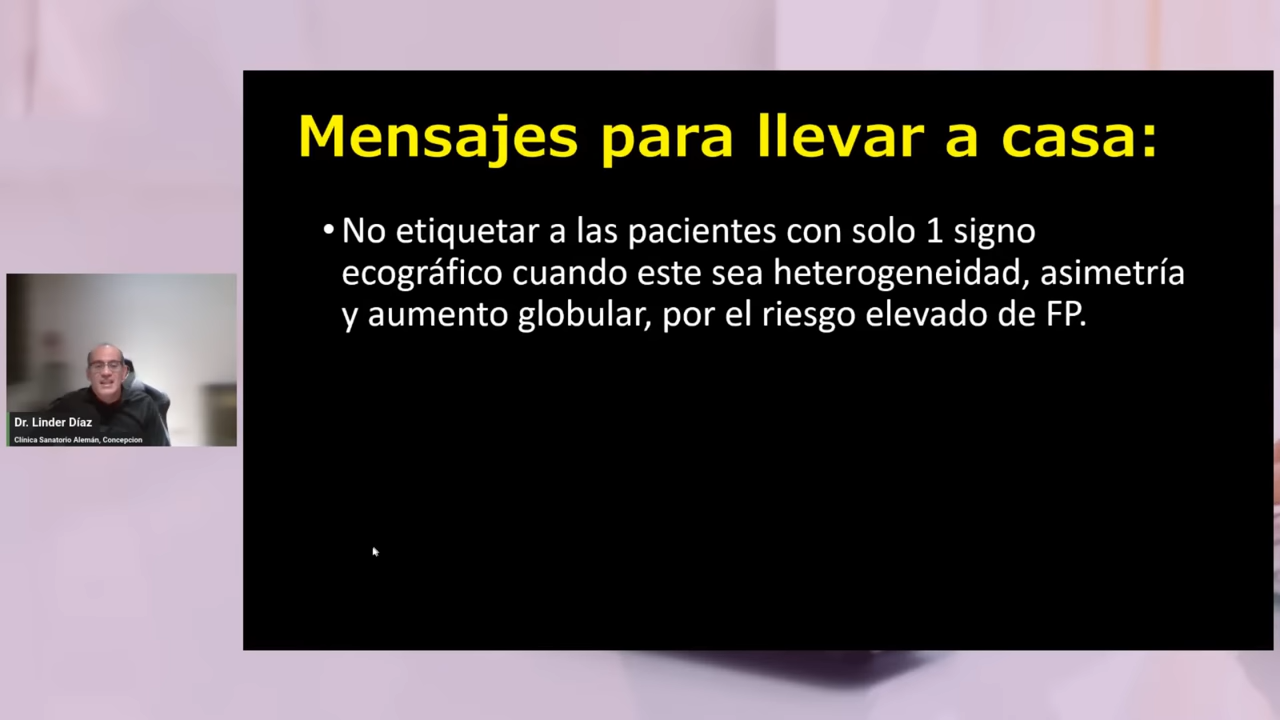 Mensajes para llevar a casa:
• No etiquetar a las pacientes con solo 1 signo
ecográfico cuando este sea heterogeneidad, asimetría
y aumento globular, por el riesgo elevado de FP.
Dr. Linder Díaz
Clínica Sanatorio Alemán, Concepcion